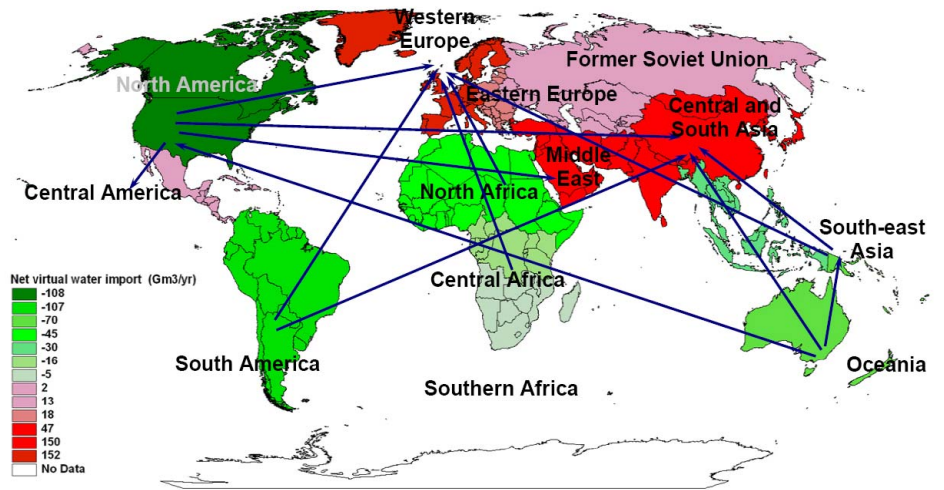 Western
Europe
North America
Former Soviet Union
Eastern Europe
Central and
South Asia
Middle
East
Central America
North Africa
South-east
Asia
Central Africa
South America
Oceania
Southern Africa
Net virtual water import (Gm3/yr)
-108
-107
-70
-45
-30
-16
-5
2
13
18
47
150
152
No Data